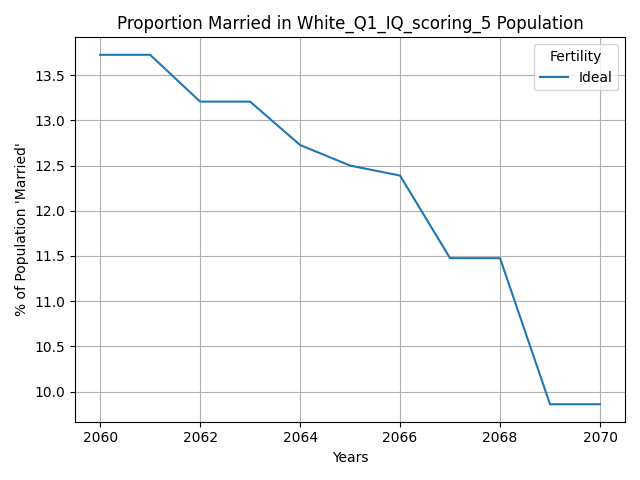 Proportion Married in White_Q1_IQ_scoring_5 Population
Fertility
Ideal
% of Population 'Married'
13.5
13.0
12.5
12.0
11.5
11.0
10.5
10.0
2060 2062 2064 2066 2068 2070
Years